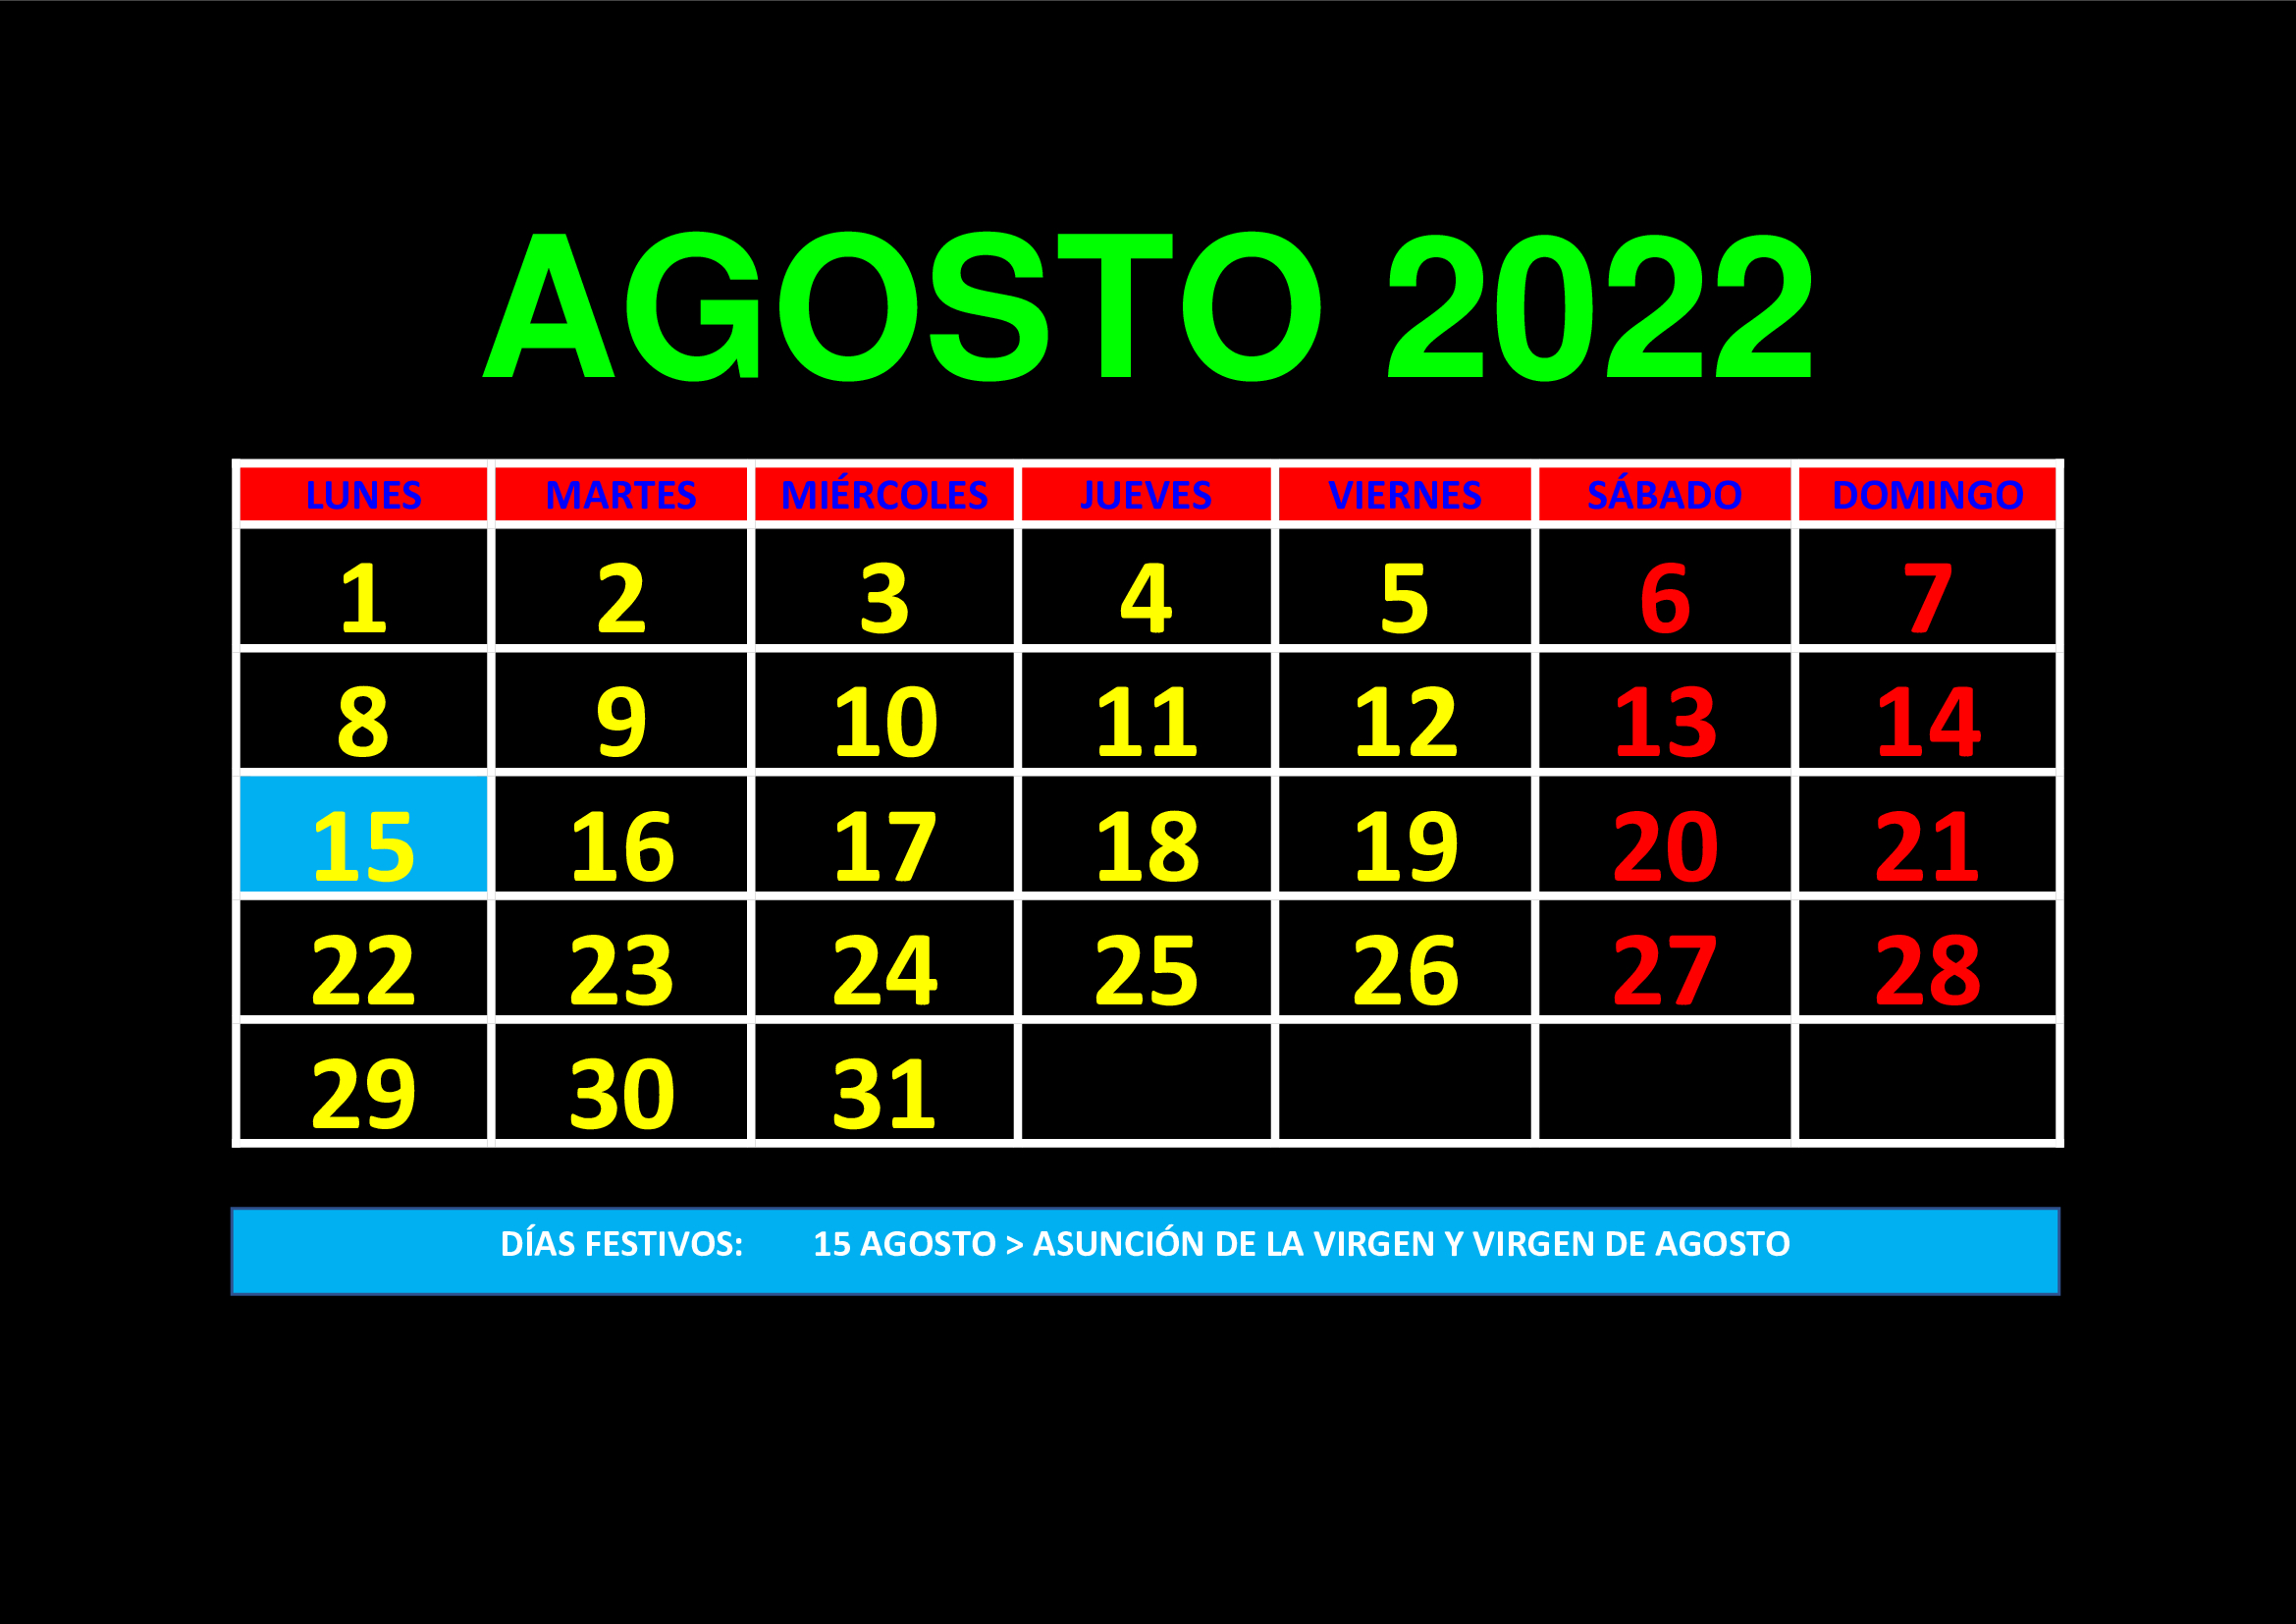 AGOSTO 2022
LUNES MARTES MIÉRCOLES JUEVES VIERNES SÁBADO DOMINGO
1 2 3 4 5 6 7
8 9 10 11 12 13 14
15 16 17 18 19 20 21
22 23 24 25 26 27 28
29 30 31
DÍAS FESTIVOS: 15 AGOSTO > ASUNCIÓN DE LA VIRGEN Y VIRGEN DE AGOSTO